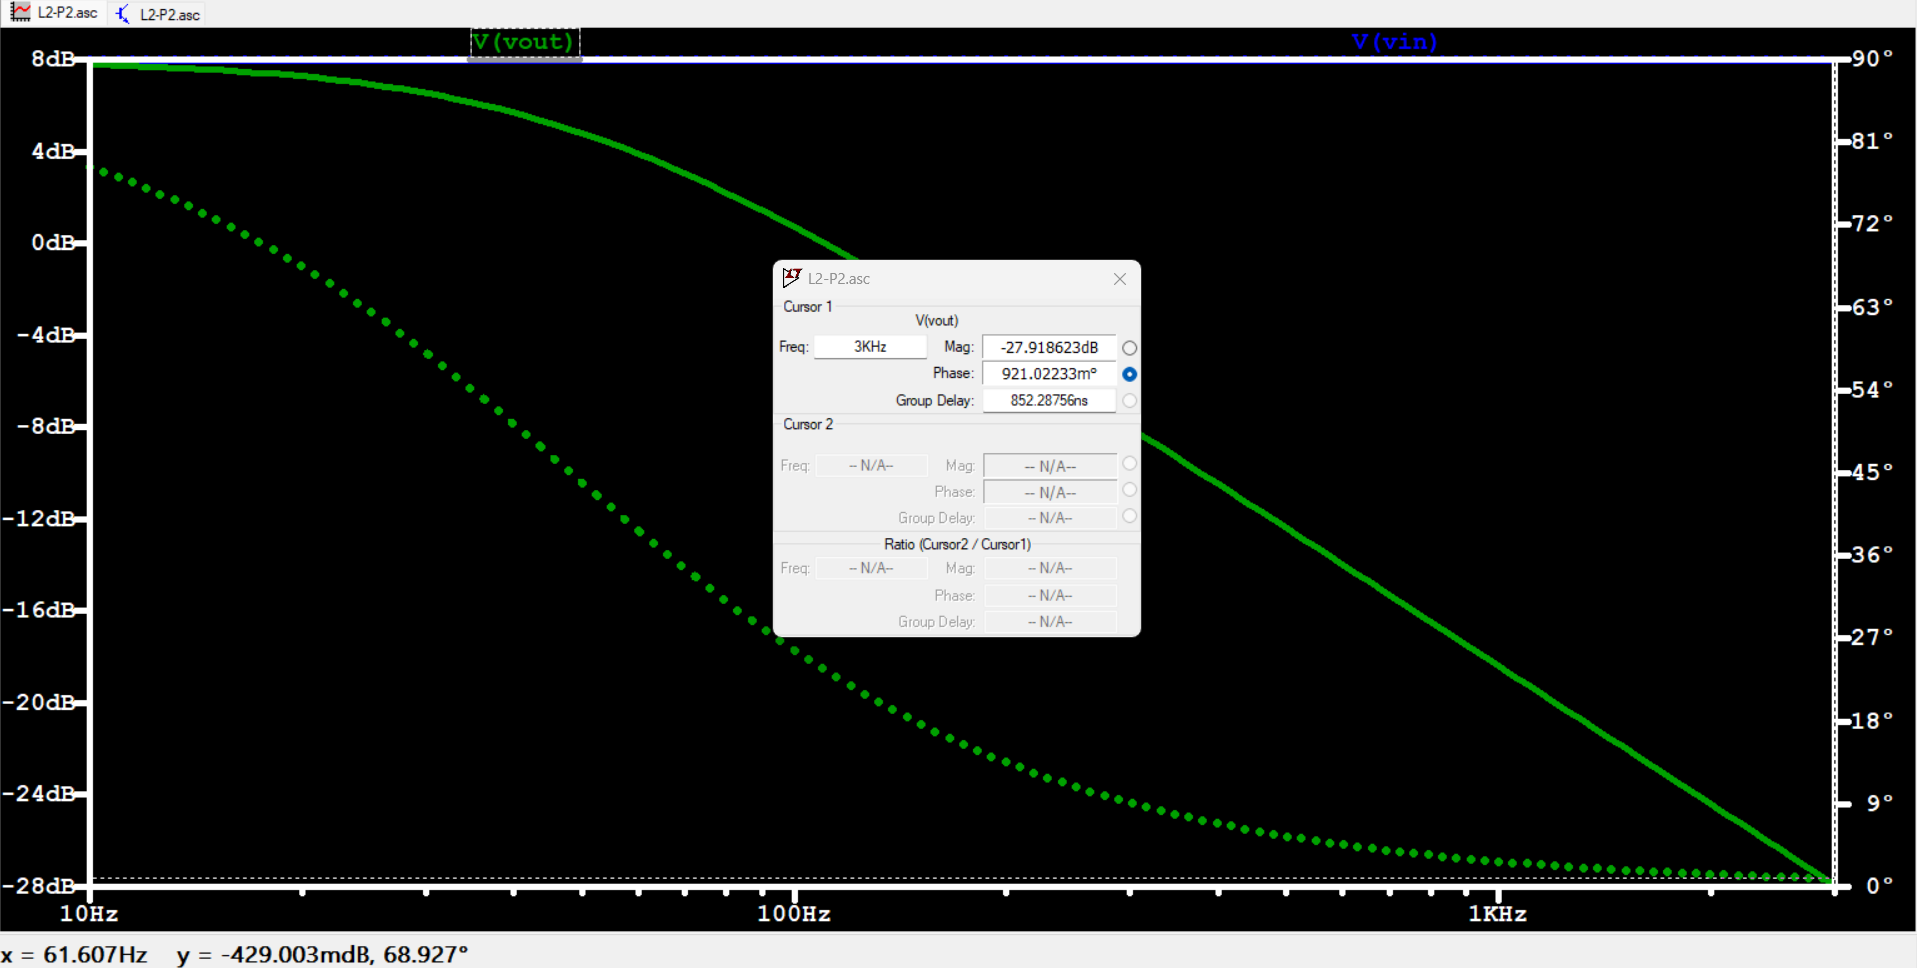 L2-P2.asc L2-P2.asc
V(vout) V(vin)
8dB 90°
4dB 81°
0dB 72°
-4dB 63°
-8dB 54°
-12dB 45°
-16dB 36°
-20dB 27°
-24dB 18°
-28dB 9°
0°
10Hz 100Hz 1KHz
L2-P2.asc
Cursor 1
V(vout)
Freq: 3KHz Mag: -27.918623dB
Phase: 921.02233m°
Group Delay: 852.28756ns
Cursor 2
Freq: -- N/A-- Mag: -- N/A--
Phase: -- N/A--
Group Delay: -- N/A--
Ratio (Cursor2 / Cursor1)
Freq: -- N/A-- Mag: -- N/A--
Phase: -- N/A--
Group Delay: -- N/A--
x = 61.607Hz y = -429.003mdB, 68.927°